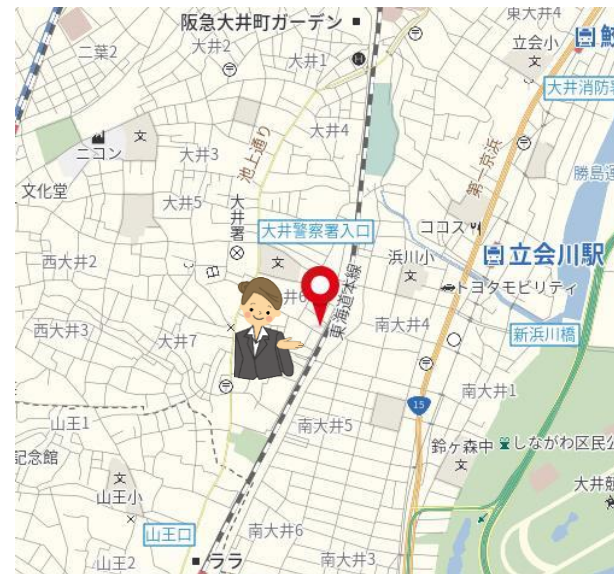 阪急大井町ガーデン
東大井4
二葉2
大井2
立会小
大井1
大井消防署
大井4
ニコン
大井3
池上通り
第一京浜
文化堂
大井5
大井署
大井警察署入口
ココス
西大井2
浜川小
立会川駅
トヨタモビリティ
東海道本線
西大井3
大井7
南大井4
新浜川橋
南大井1
15
山王1
南大井5
記念館
鈴ヶ森中
しながわ区民公
山王小
山王口
南大井6
山王2
ララ
南大井3